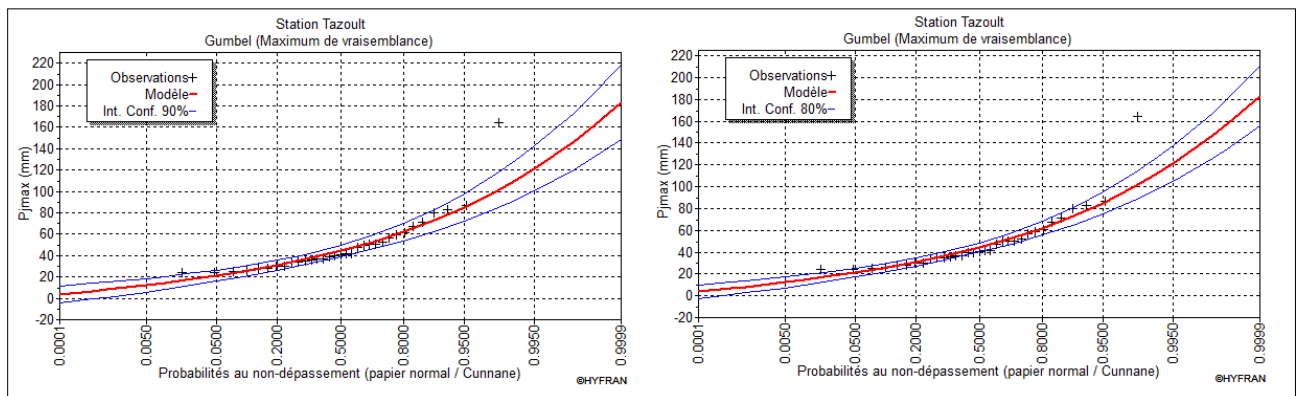 Station Tazoult
Gumbel (Maximum de vraisemblance)
Pjmax (mm)
220
200
180
160
140
120
100
80
60
40
20
0
-20
Observations+
Modèle
Int. Conf. 90%
0.0001
0.0050
0.0500
0.2000
0.5000
0.8000
0.9500
0.9950
0.9999
Probabilités au non-dépassement (papier normal / Cunnane)
©HYFRAN
Station Tazoult
Gumbel (Maximum de vraisemblance)
Pjmax (mm)
220
200
180
160
140
120
100
80
60
40
20
0
-20
Observations+
Modèle
Int. Conf. 80%
0.0001
0.0050
0.0500
0.2000
0.5000
0.8000
0.9500
0.9950
0.9999
Probabilités au non-dépassement (papier normal / Cunnane)
©HYFRAN